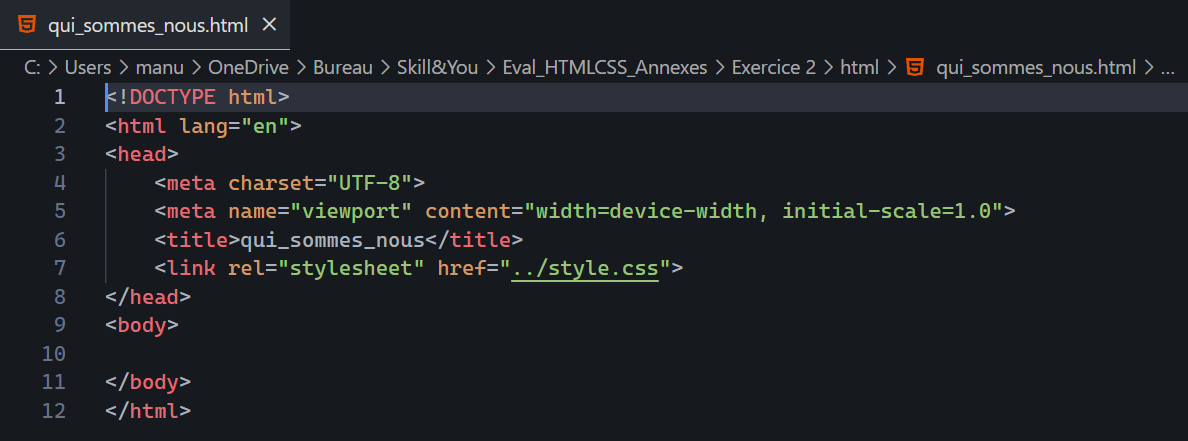 qui_sommes_nous.html ×
C: > Users > manu > OneDrive > Bureau > Skill&You > Eval_HTMLCSS_Annexes > Exercice 2 > html > qui_sommes_nous.html > ...
1 <!DOCTYPE html>
2 <html lang="en">
3 <head>
4     <meta charset="UTF-8">
5     <meta name="viewport" content="width=device-width, initial-scale=1.0">
6     <title>qui_sommes_nous</title>
7     <link rel="stylesheet" href="../style.css">
8 </head>
9 <body>
10
11 </body>
12 </html>